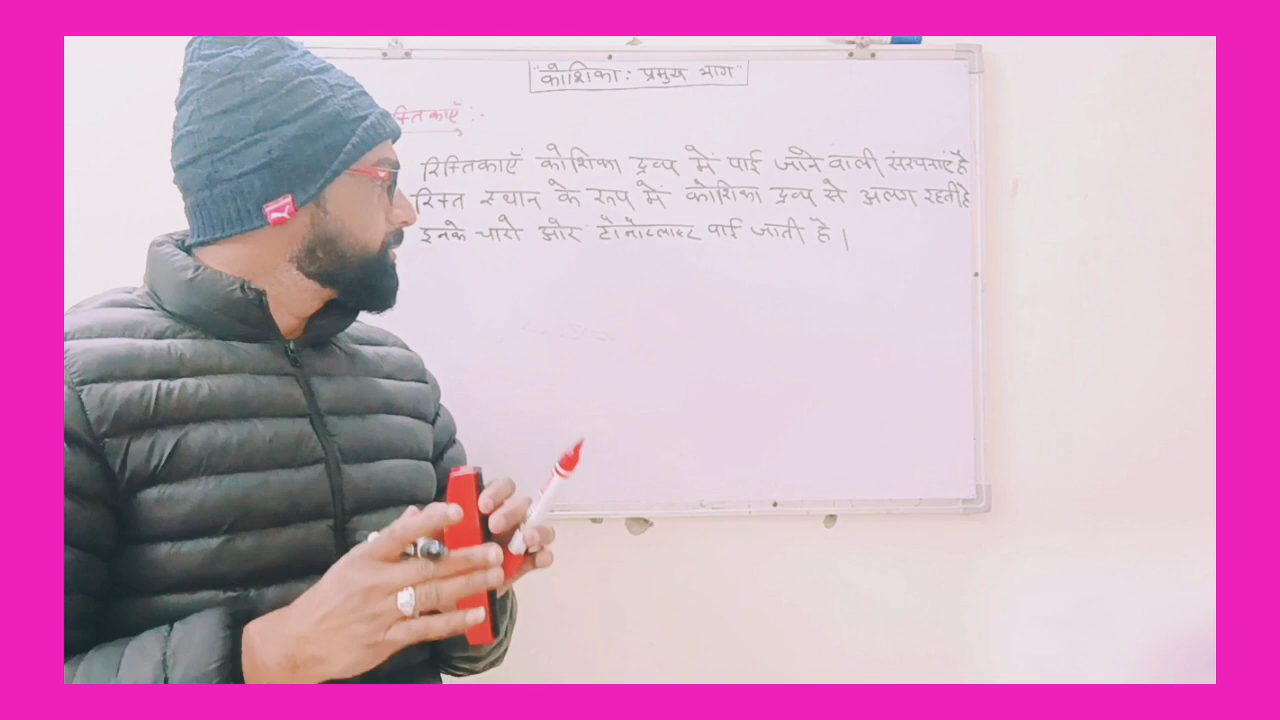 "कोशिका: प्रमुख भाग"
क्तिकाएँ :-
रिक्तिकाएँ कोशिका द्रव्य में पाई जाने वाली संरचनाएं है
रिक्त स्थान के रूप में कोशिका द्रव्य से अलग रहती है
इनके चारो ओर टोनोप्लास्ट पाई जाती है।